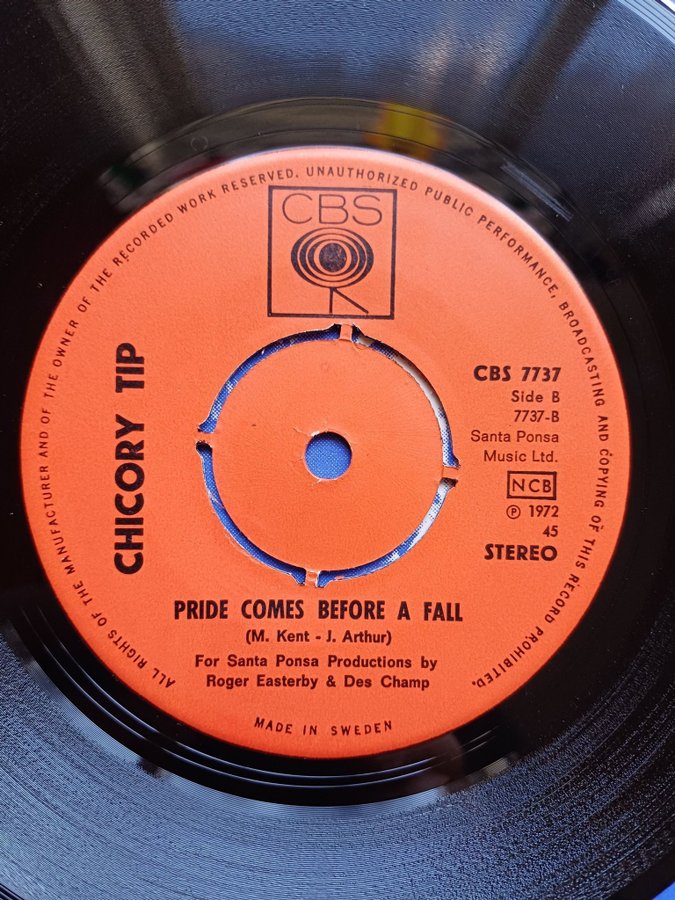 ALL RIGHTS OF THE MANUFACTURER AND OF THE OWNER OF THE RECORDED WORK RESERVED. UNAUTHORIZED PUBLIC PERFORMANCE, BROADCASTING AND COPYING OF THIS RECORD PROHIBITED.
CBS
CHICORY TIP
CBS 7737
Side B
7737-B
Santa Ponsa
Music Ltd.
NCB
℗ 1972
45
STEREO
PRIDE COMES BEFORE A FALL
(M. Kent - J. Arthur)
For Santa Ponsa Productions by
Roger Easterby & Des Champ
MADE IN SWEDEN